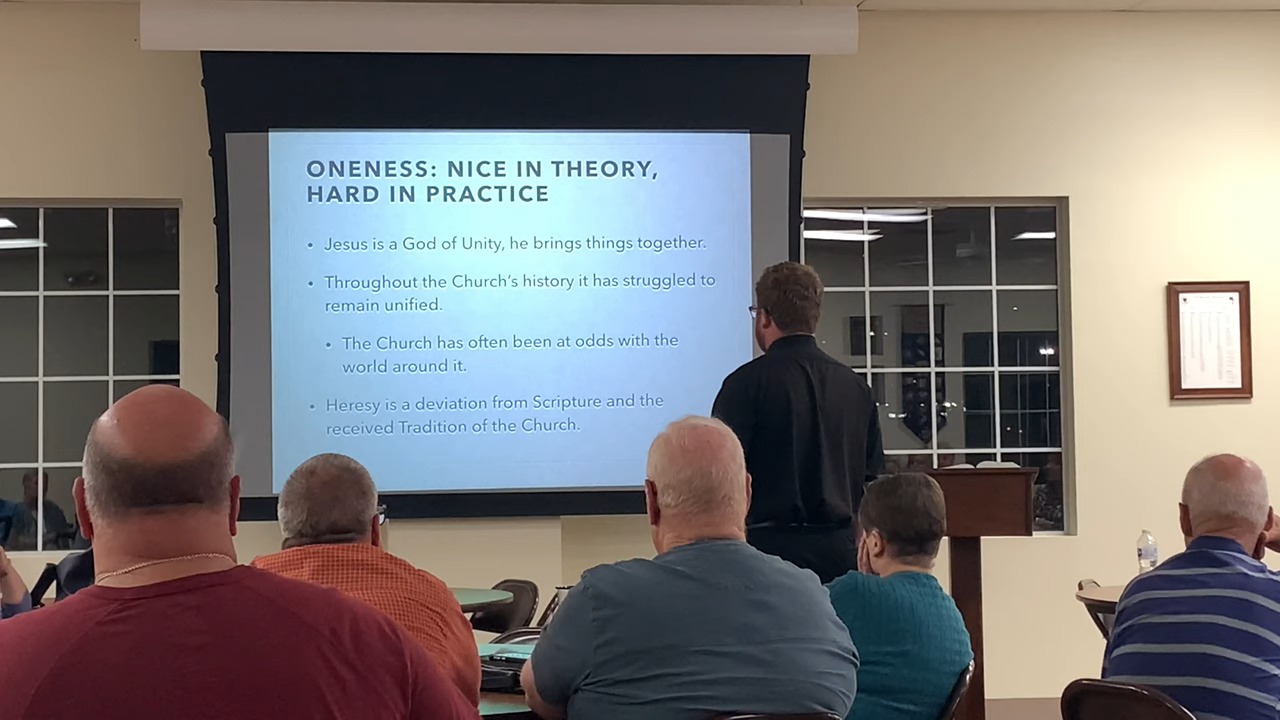 ONENESS: NICE IN THEORY,
HARD IN PRACTICE
• Jesus is a God of Unity, he brings things together.
• Throughout the Church's history it has struggled to
remain unified.
• The Church has often been at odds with the
world around it.
• Heresy is a deviation from Scripture and the
received Tradition of the Church.